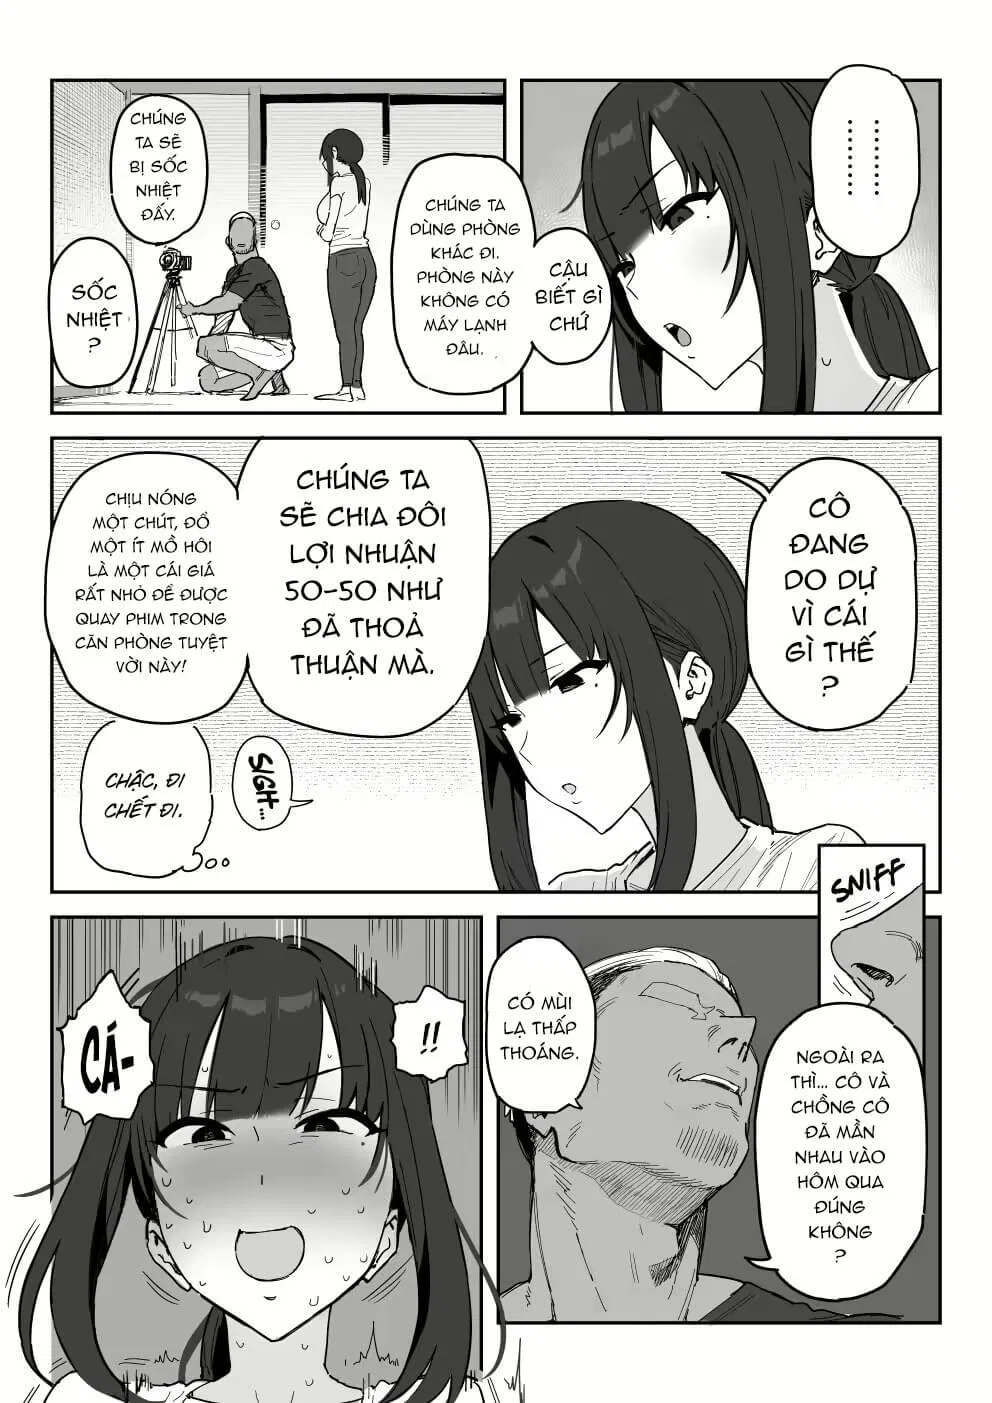 ............
CẬU
BIẾT GÌ
CHỨ
CHÚNG TA
DÙNG PHÒNG
KHÁC ĐI.
PHÒNG NÀY
KHÔNG CÓ
MÁY LẠNH
ĐÂU.
CHÚNG
TA SẼ
BỊ SỐC
NHIỆT
ĐẤY.
SỐC
NHIỆT
?
CÔ
ĐANG
DO DỰ
VÌ CÁI
GÌ THẾ
?
CHÚNG TA
SẼ CHIA ĐÔI
LỢI NHUẬN
50-50 NHƯ
ĐÃ THOẢ
THUẬN MÀ.
CHỊU NÓNG
MỘT CHÚT, ĐỔ
MỘT ÍT MỒ HÔI
LÀ MỘT CÁI GIÁ
RẤT NHỎ ĐỂ ĐƯỢC
QUAY PHIM TRONG
CĂN PHÒNG TUYỆT
VỜI NÀY!
SIGH...
CHẬC, ĐI
CHẾT ĐI.
SNIFF
CÓ MÙI
LẠ THẤP
THOÁNG.
NGOÀI RA
THÌ... CÔ VÀ
CHỒNG CÔ
ĐÃ MẦN
NHAU VÀO
HÔM QUA
ĐÚNG
KHÔNG
?
!!
CÁ-